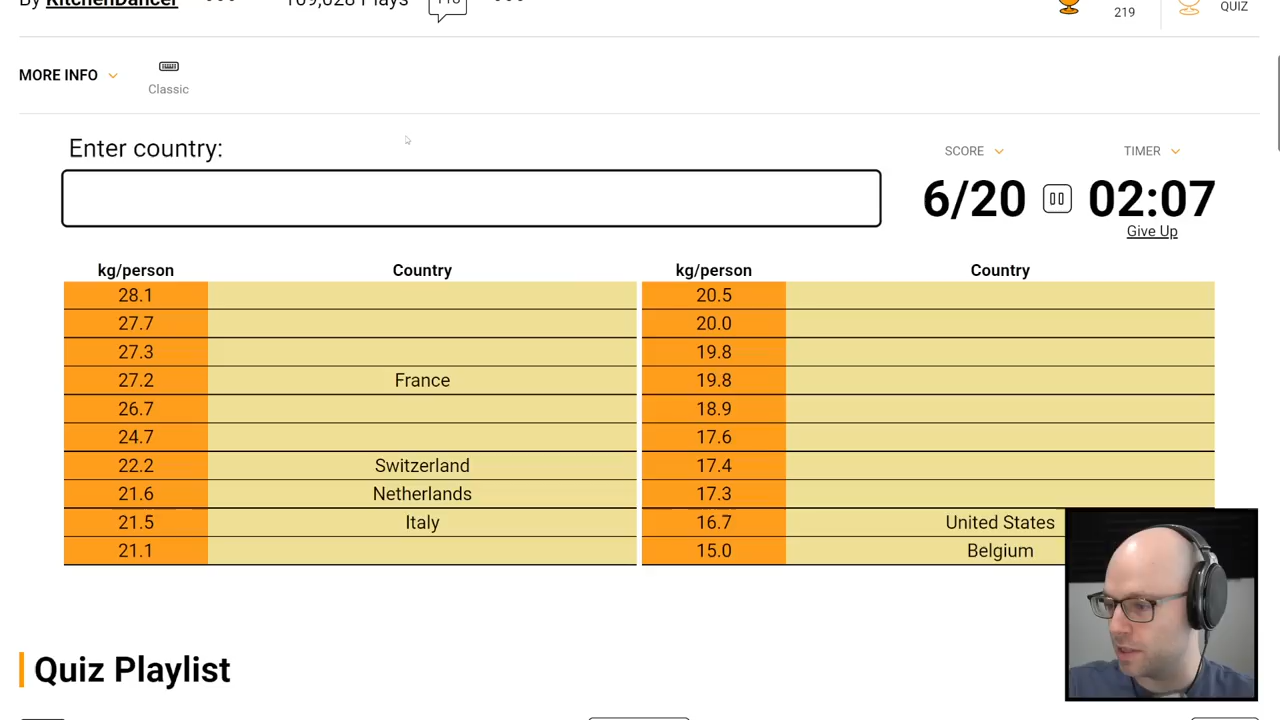 By KitchenDancer
MORE INFO
Classic
219
QUIZ
Enter country:
SCORE
TIMER
6/20
02:07
Give Up
kg/person Country kg/person Country
28.1 20.5
27.7 20.0
27.3 19.8
27.2 France 19.8
26.7 18.9
24.7 17.6
22.2 Switzerland 17.4
21.6 Netherlands 17.3
21.5 Italy 16.7 United States
21.1 15.0 Belgium
Quiz Playlist